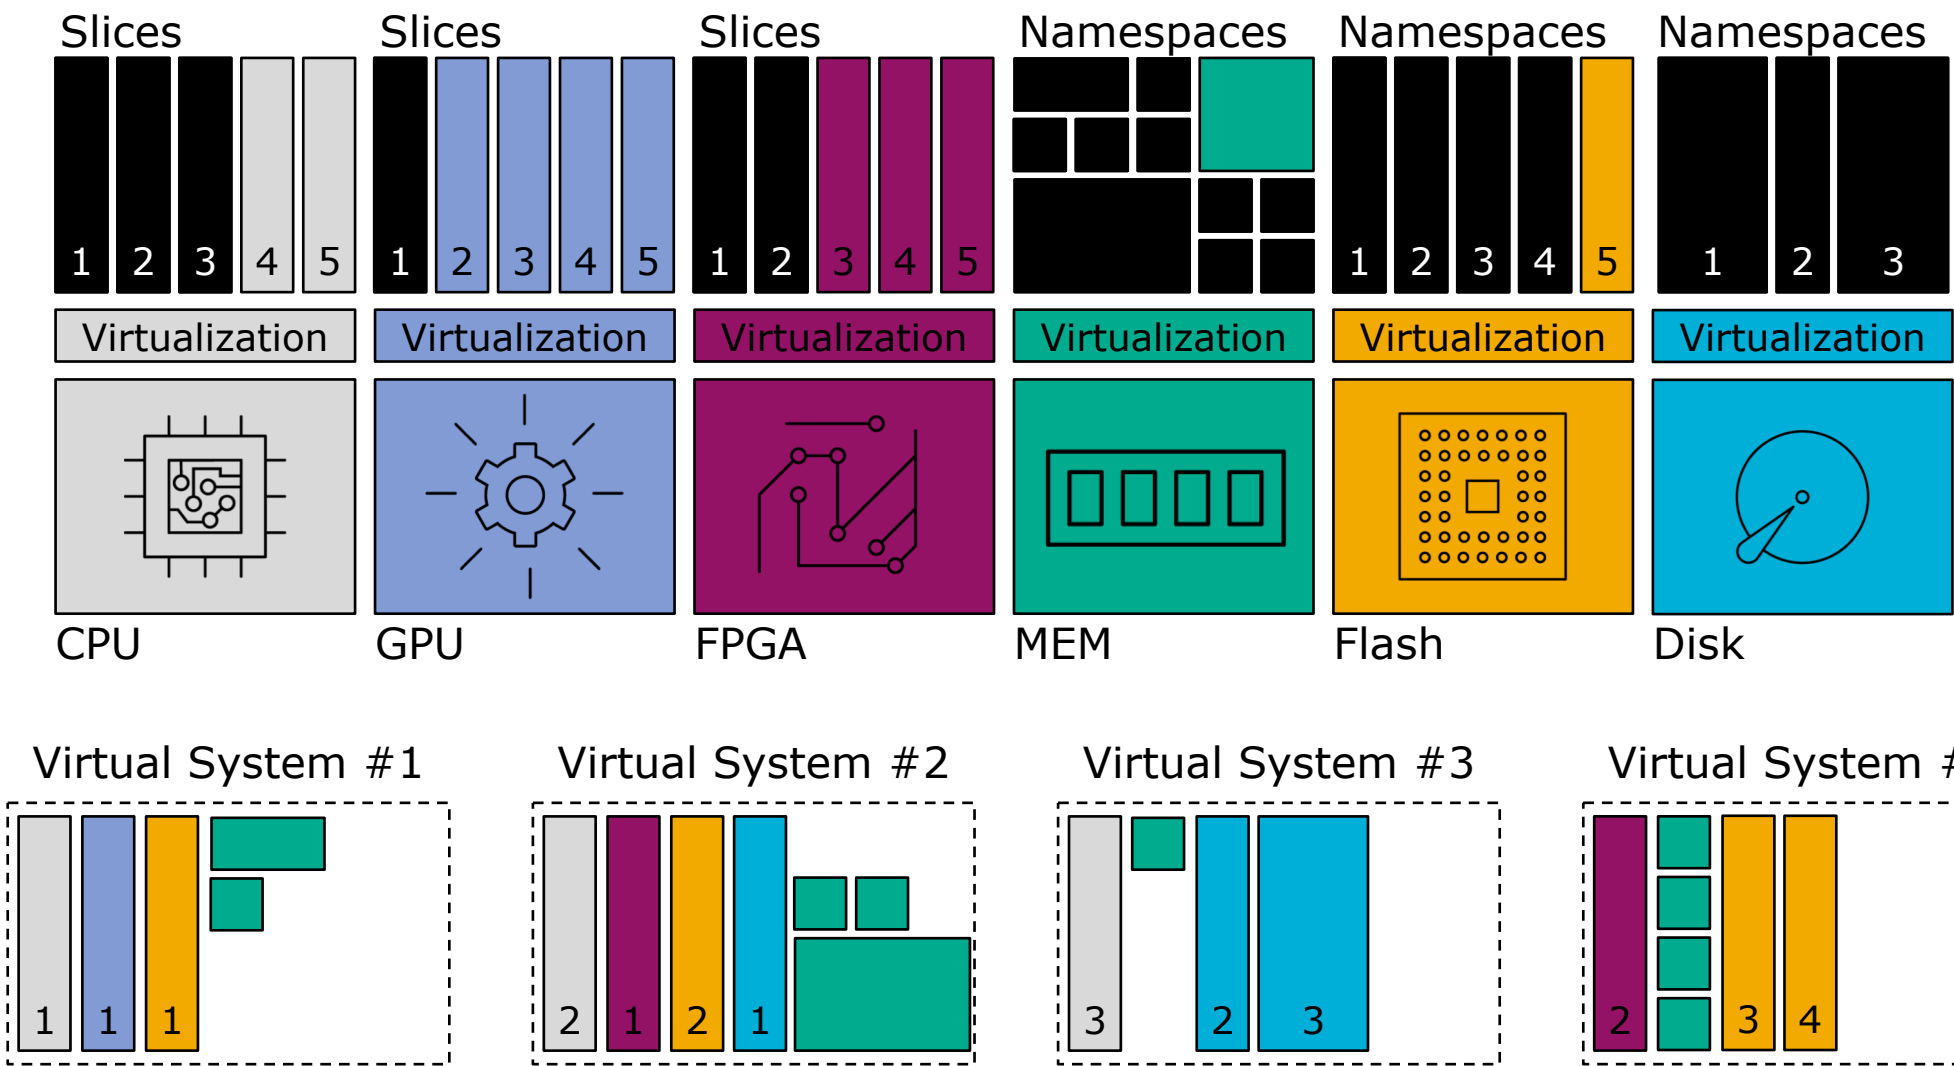 Slices Slices Slices Namespaces Namespaces Namespaces
1 2 3 4 5 1 2 3 4 5 1 2 3 4 5 1 2 3 4 5 1 2 3
Virtualization Virtualization Virtualization Virtualization Virtualization Virtualization
CPU GPU FPGA MEM Flash Disk
Virtual System #1 Virtual System #2 Virtual System #3 Virtual System #
1 1 1 2 1 2 1 3 2 3 2 3 4